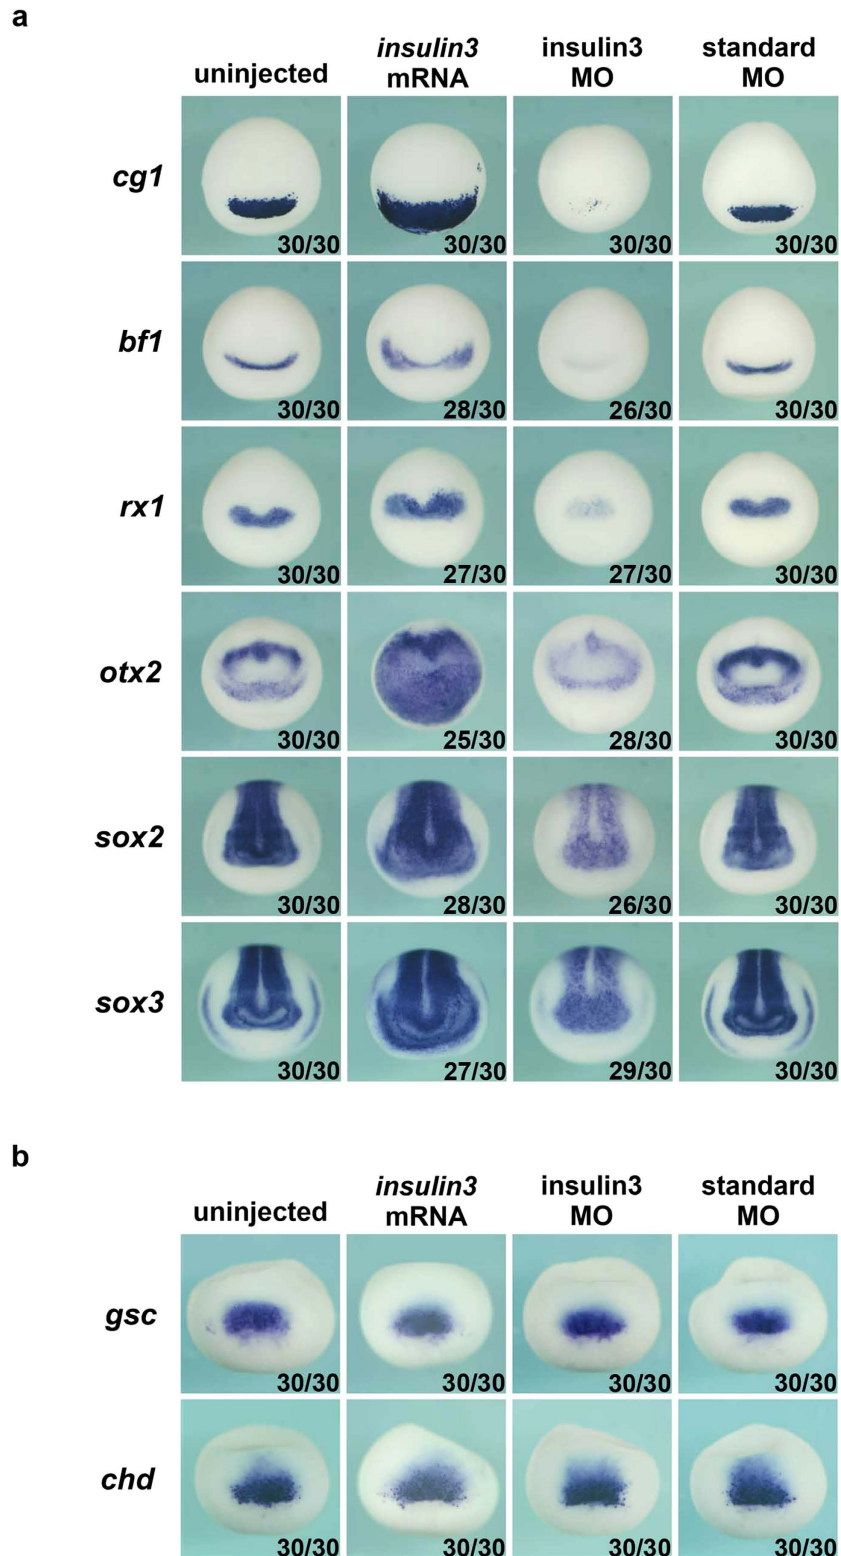 a
uninjected insulin3 mRNA insulin3 MO standard MO
cg1 30/30 30/30 30/30 30/30
bf1 30/30 28/30 26/30 30/30
rx1 30/30 27/30 27/30 30/30
otx2 30/30 25/30 28/30 30/30
sox2 30/30 28/30 26/30 30/30
sox3 30/30 27/30 29/30 30/30
b
uninjected insulin3 mRNA insulin3 MO standard MO
gsc 30/30 30/30 30/30 30/30
chd 30/30 30/30 30/30 30/30